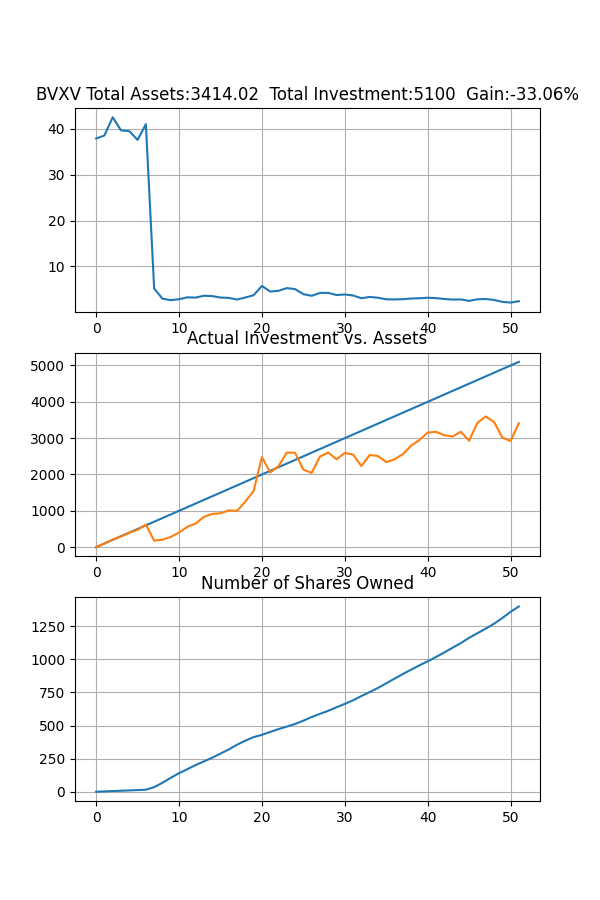 BVXV Total Assets:3414.02  Total Investment:5100  Gain:-33.06%
40
30
20
10
0 10 20 30 40 50
Actual Investment vs. Assets
5000
4000
3000
2000
1000
0
0 10 20 30 40 50
Number of Shares Owned
1250
1000
750
500
250
0
0 10 20 30 40 50